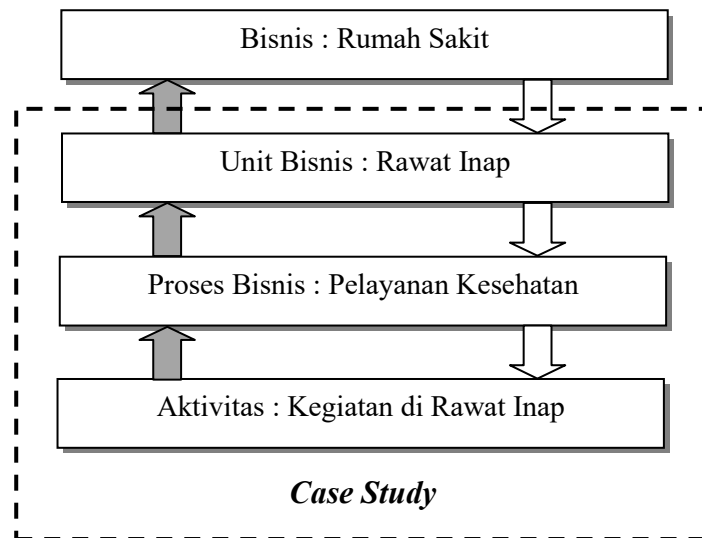 Bisnis : Rumah Sakit
Unit Bisnis : Rawat Inap
Proses Bisnis : Pelayanan Kesehatan
Aktivitas : Kegiatan di Rawat Inap
Case Study